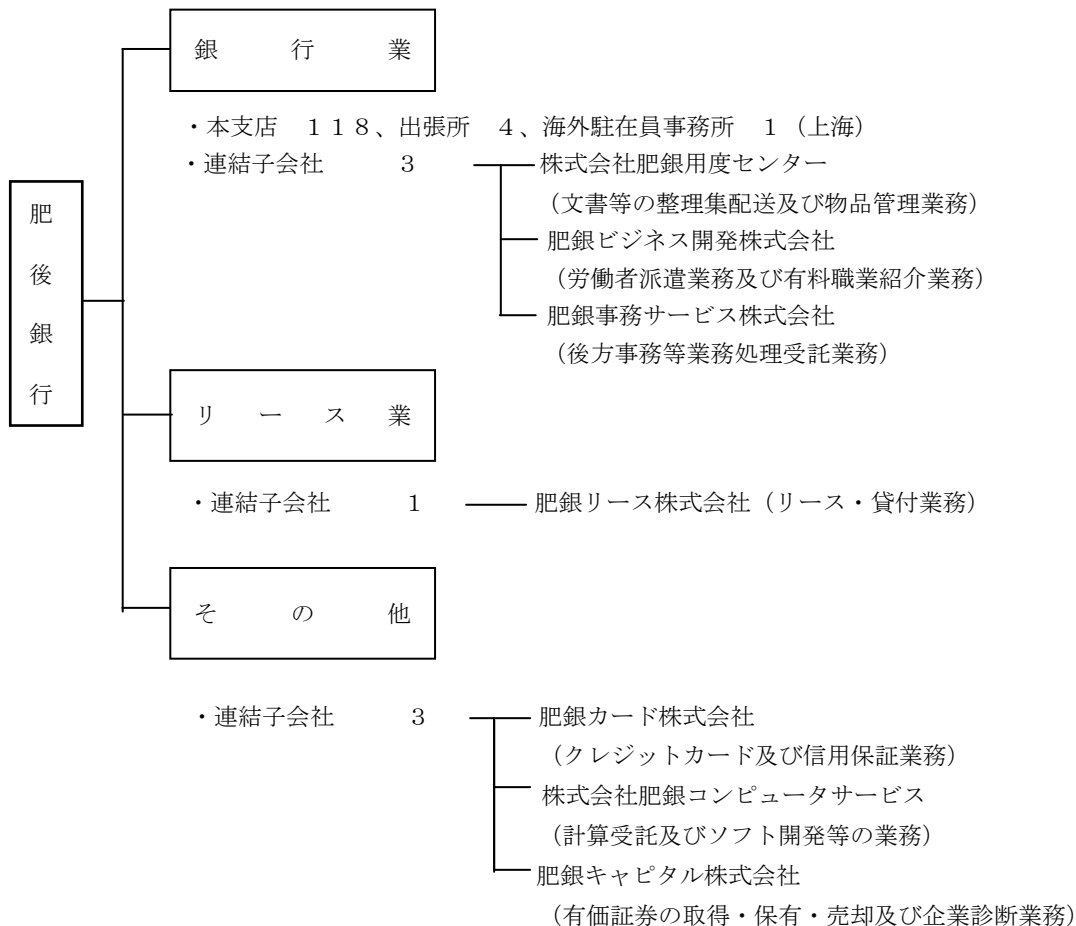 肥後銀行
銀行業
・本支店 １１８、出張所 ４、海外駐在員事務所 １（上海）
・連結子会社 ３ 株式会社肥銀用度センター
（文書等の整理集配送及び物品管理業務）
肥銀ビジネス開発株式会社
（労働者派遣業務及び有料職業紹介業務）
肥銀事務サービス株式会社
（後方事務等業務処理受託業務）
リース業
・連結子会社 １ 肥銀リース株式会社（リース・貸付業務）
その他
・連結子会社 ３ 肥銀カード株式会社
（クレジットカード及び信用保証業務）
株式会社肥銀コンピュータサービス
（計算受託及びソフト開発等の業務）
肥銀キャピタル株式会社
（有価証券の取得・保有・売却及び企業診断業務）